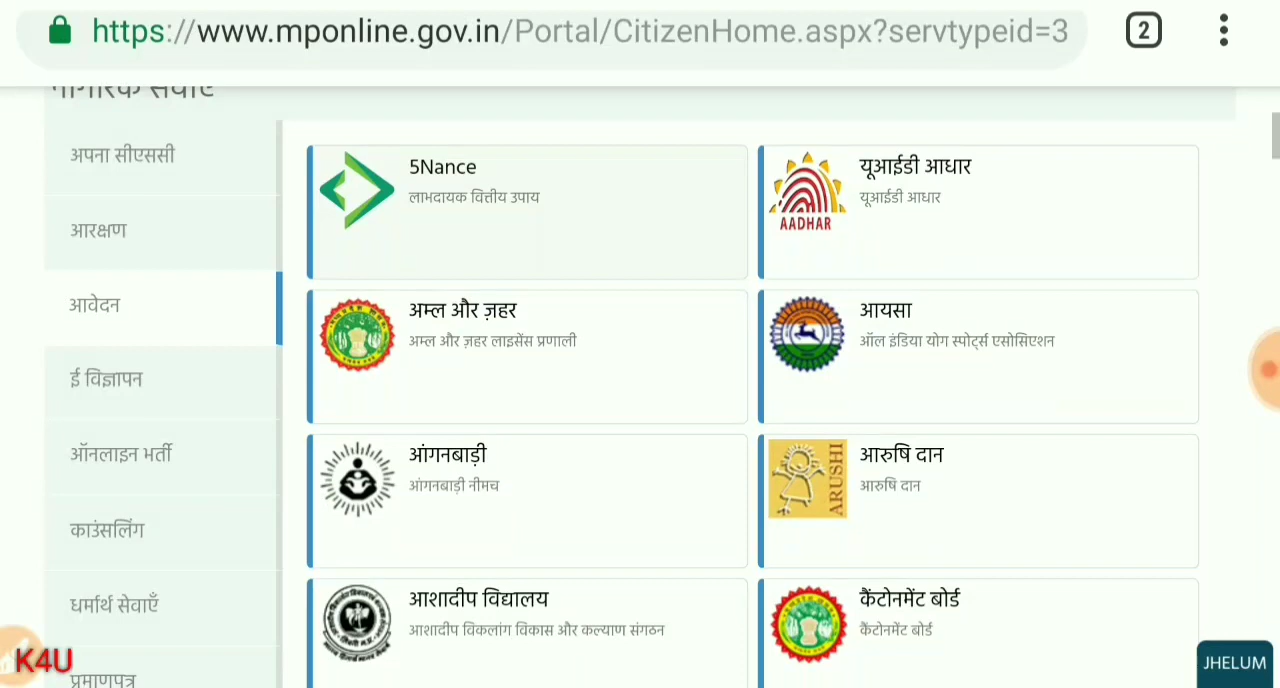 https://www.mponline.gov.in/Portal/CitizenHome.aspx?servtypeid=3
2
नागरिक सेवाएँ
अपना सीएससी
आरक्षण
आवेदन
ई विज्ञापन
ऑनलाइन भर्ती
काउंसलिंग
धर्मार्थ सेवाएँ
प्रमाणपत्र
5Nance
लाभदायक वित्तीय उपाय
AADHAR
यूआईडी आधार
यूआईडी आधार
अम्ल और ज़हर
अम्ल और ज़हर लाइसेंस प्रणाली
आयसा
ऑल इंडिया योग स्पोर्ट्स एसोसिएशन
आंगनबाड़ी
आंगनबाड़ी नीमच
ARUSHI
आरुषि दान
आरुषि दान
आशादीप विद्यालय
आशादीप विकलांग विकास और कल्याण संगठन
कैंटोनमेंट बोर्ड
कैंटोनमेंट बोर्ड
K4U
JHELUM